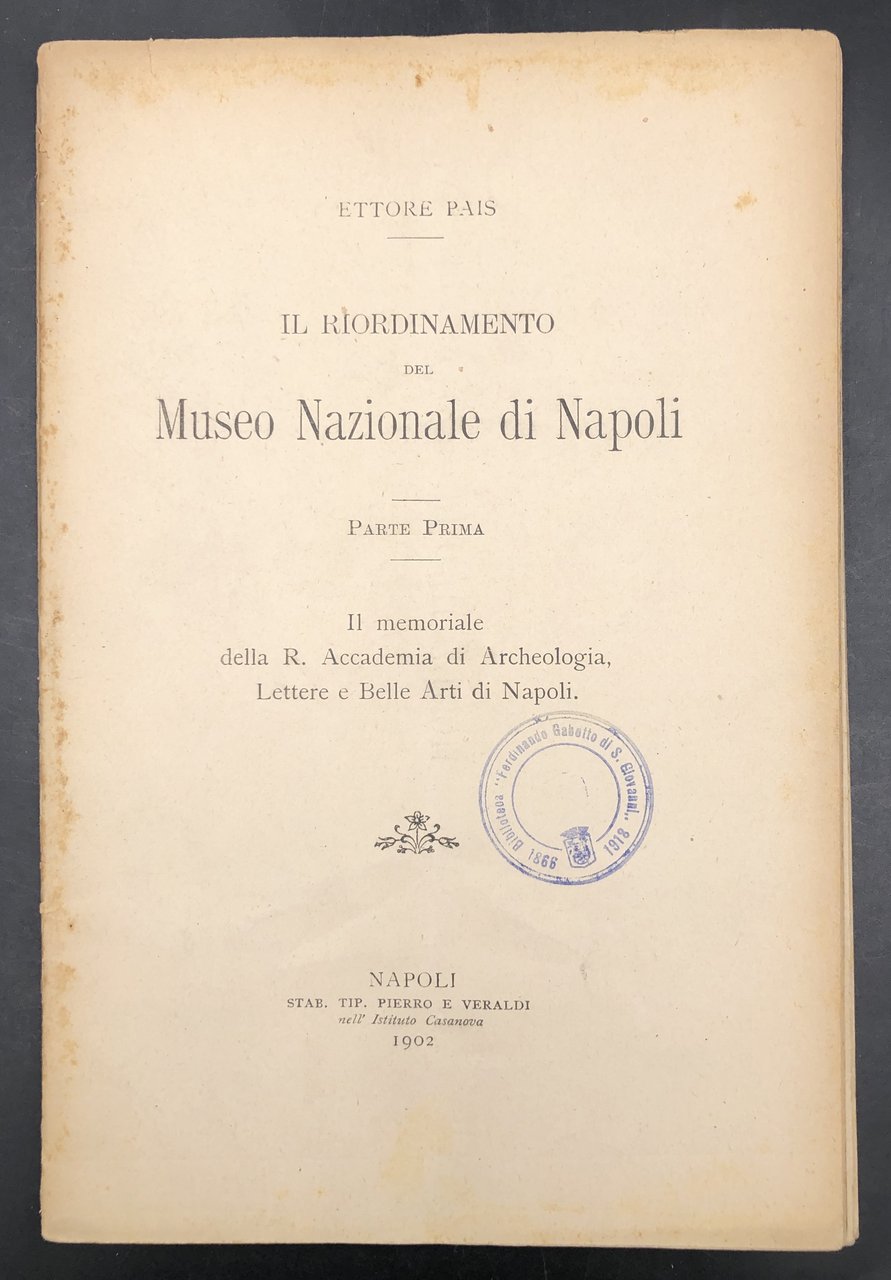 ETTORE PAIS
IL RIORDINAMENTO
DEL
Museo Nazionale di Napoli
PARTE PRIMA
Il memoriale
della R. Accademia di Archeologia,
Lettere e Belle Arti di Napoli.
Biblioteca "Ferdinando Gabotto di S. Giovanni„
1866 1918
NAPOLI
STAB. TIP. PIERRO E VERALDI
nell' Istituto Casanova
1902